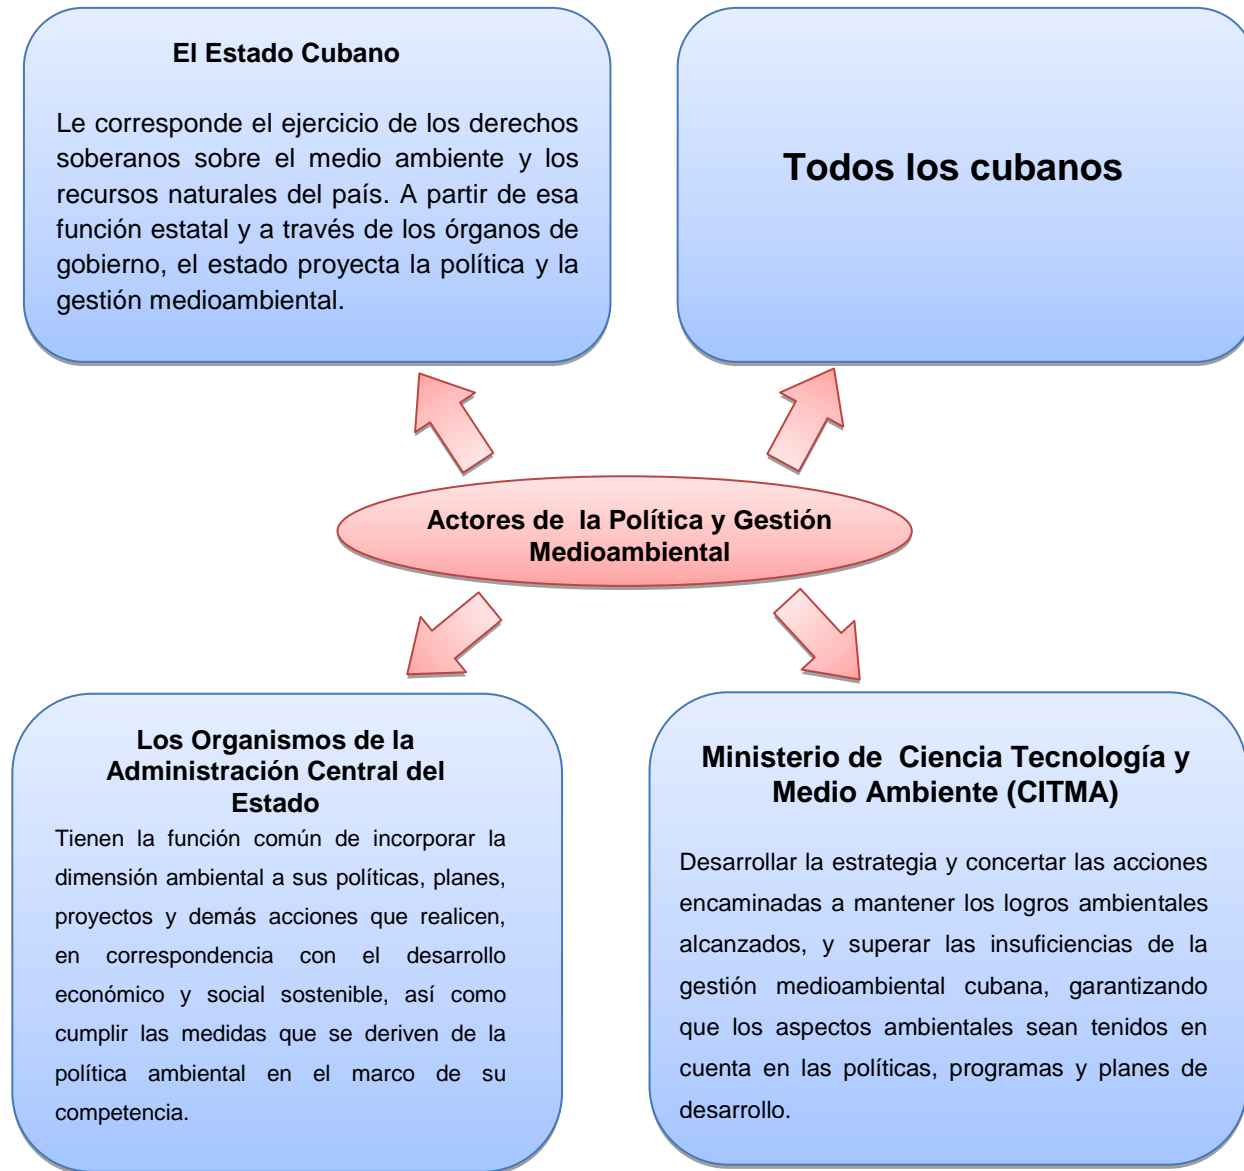 El Estado Cubano
Le corresponde el ejercicio de los derechos
soberanos sobre el medio ambiente y los
recursos naturales del país. A partir de esa
función estatal y a través de los órganos de
gobierno, el estado proyecta la política y la
gestión medioambiental.
Todos los cubanos
Actores de la Política y Gestión
Medioambiental
Los Organismos de la
Administración Central del
Estado
Tienen la función común de incorporar la
dimensión ambiental a sus políticas, planes,
proyectos y demás acciones que realicen,
en correspondencia con el desarrollo
económico y social sostenible, así como
cumplir las medidas que se deriven de la
política ambiental en el marco de su
competencia.
Ministerio de Ciencia Tecnología y
Medio Ambiente (CITMA)
Desarrollar la estrategia y concertar las acciones
encaminadas a mantener los logros ambientales
alcanzados, y superar las insuficiencias de la
gestión medioambiental cubana, garantizando
que los aspectos ambientales sean tenidos en
cuenta en las políticas, programas y planes de
desarrollo.